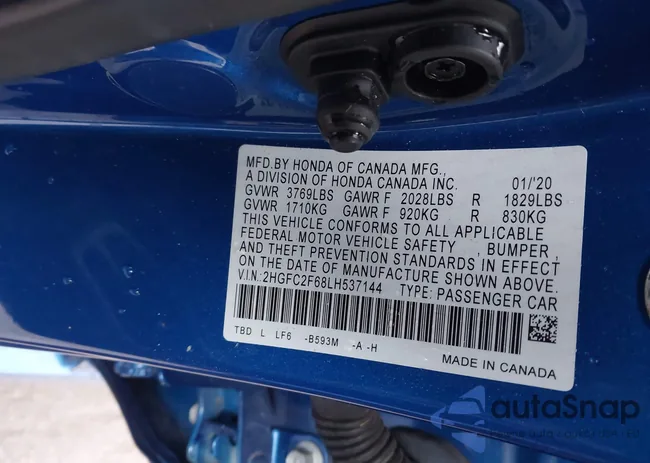 MFD.BY HONDA OF CANADA MFG.,
A DIVISION OF HONDA CANADA INC. 01/'20
GVWR 3769LBS GAWR F 2028LBS R 1829LBS
GVWR 1710KG GAWR F 920KG R 830KG
THIS VEHICLE CONFORMS TO ALL APPLICABLE
FEDERAL MOTOR VEHICLE SAFETY , BUMPER ,
AND THEFT PREVENTION STANDARDS IN EFFECT
ON THE DATE OF MANUFACTURE SHOWN ABOVE.
V.I.N: 2HGFC2F68LH537144 TYPE: PASSENGER CAR
TBD L LF6 -B593M -A -H
MADE IN CANADA
autoSnap